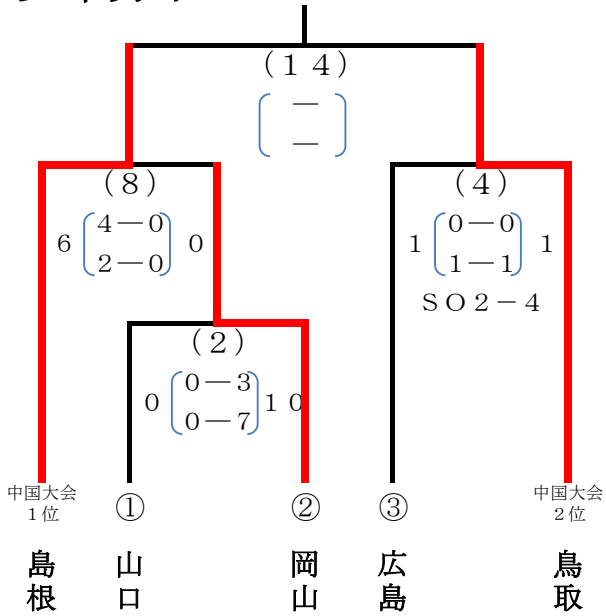 (１４)
－
－
(８)
６ ４－０ ０
２－０
(４)
１ ０－０ １
１－１
ＳＯ２－４
(２)
０ ０－３ １０
０－７
中国大会
１位
①
②
③
中国大会
２位
島根
山口
岡山
広島
鳥取